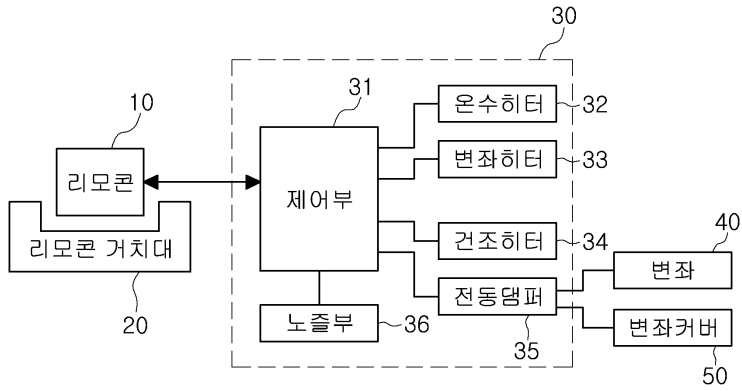 30
31
10
온수히터
32
리모콘
제어부
변좌히터
33
건조히터
34
40
리모콘 거치대
전동댐퍼
변좌
20
노즐부
36
35
변좌커버
50